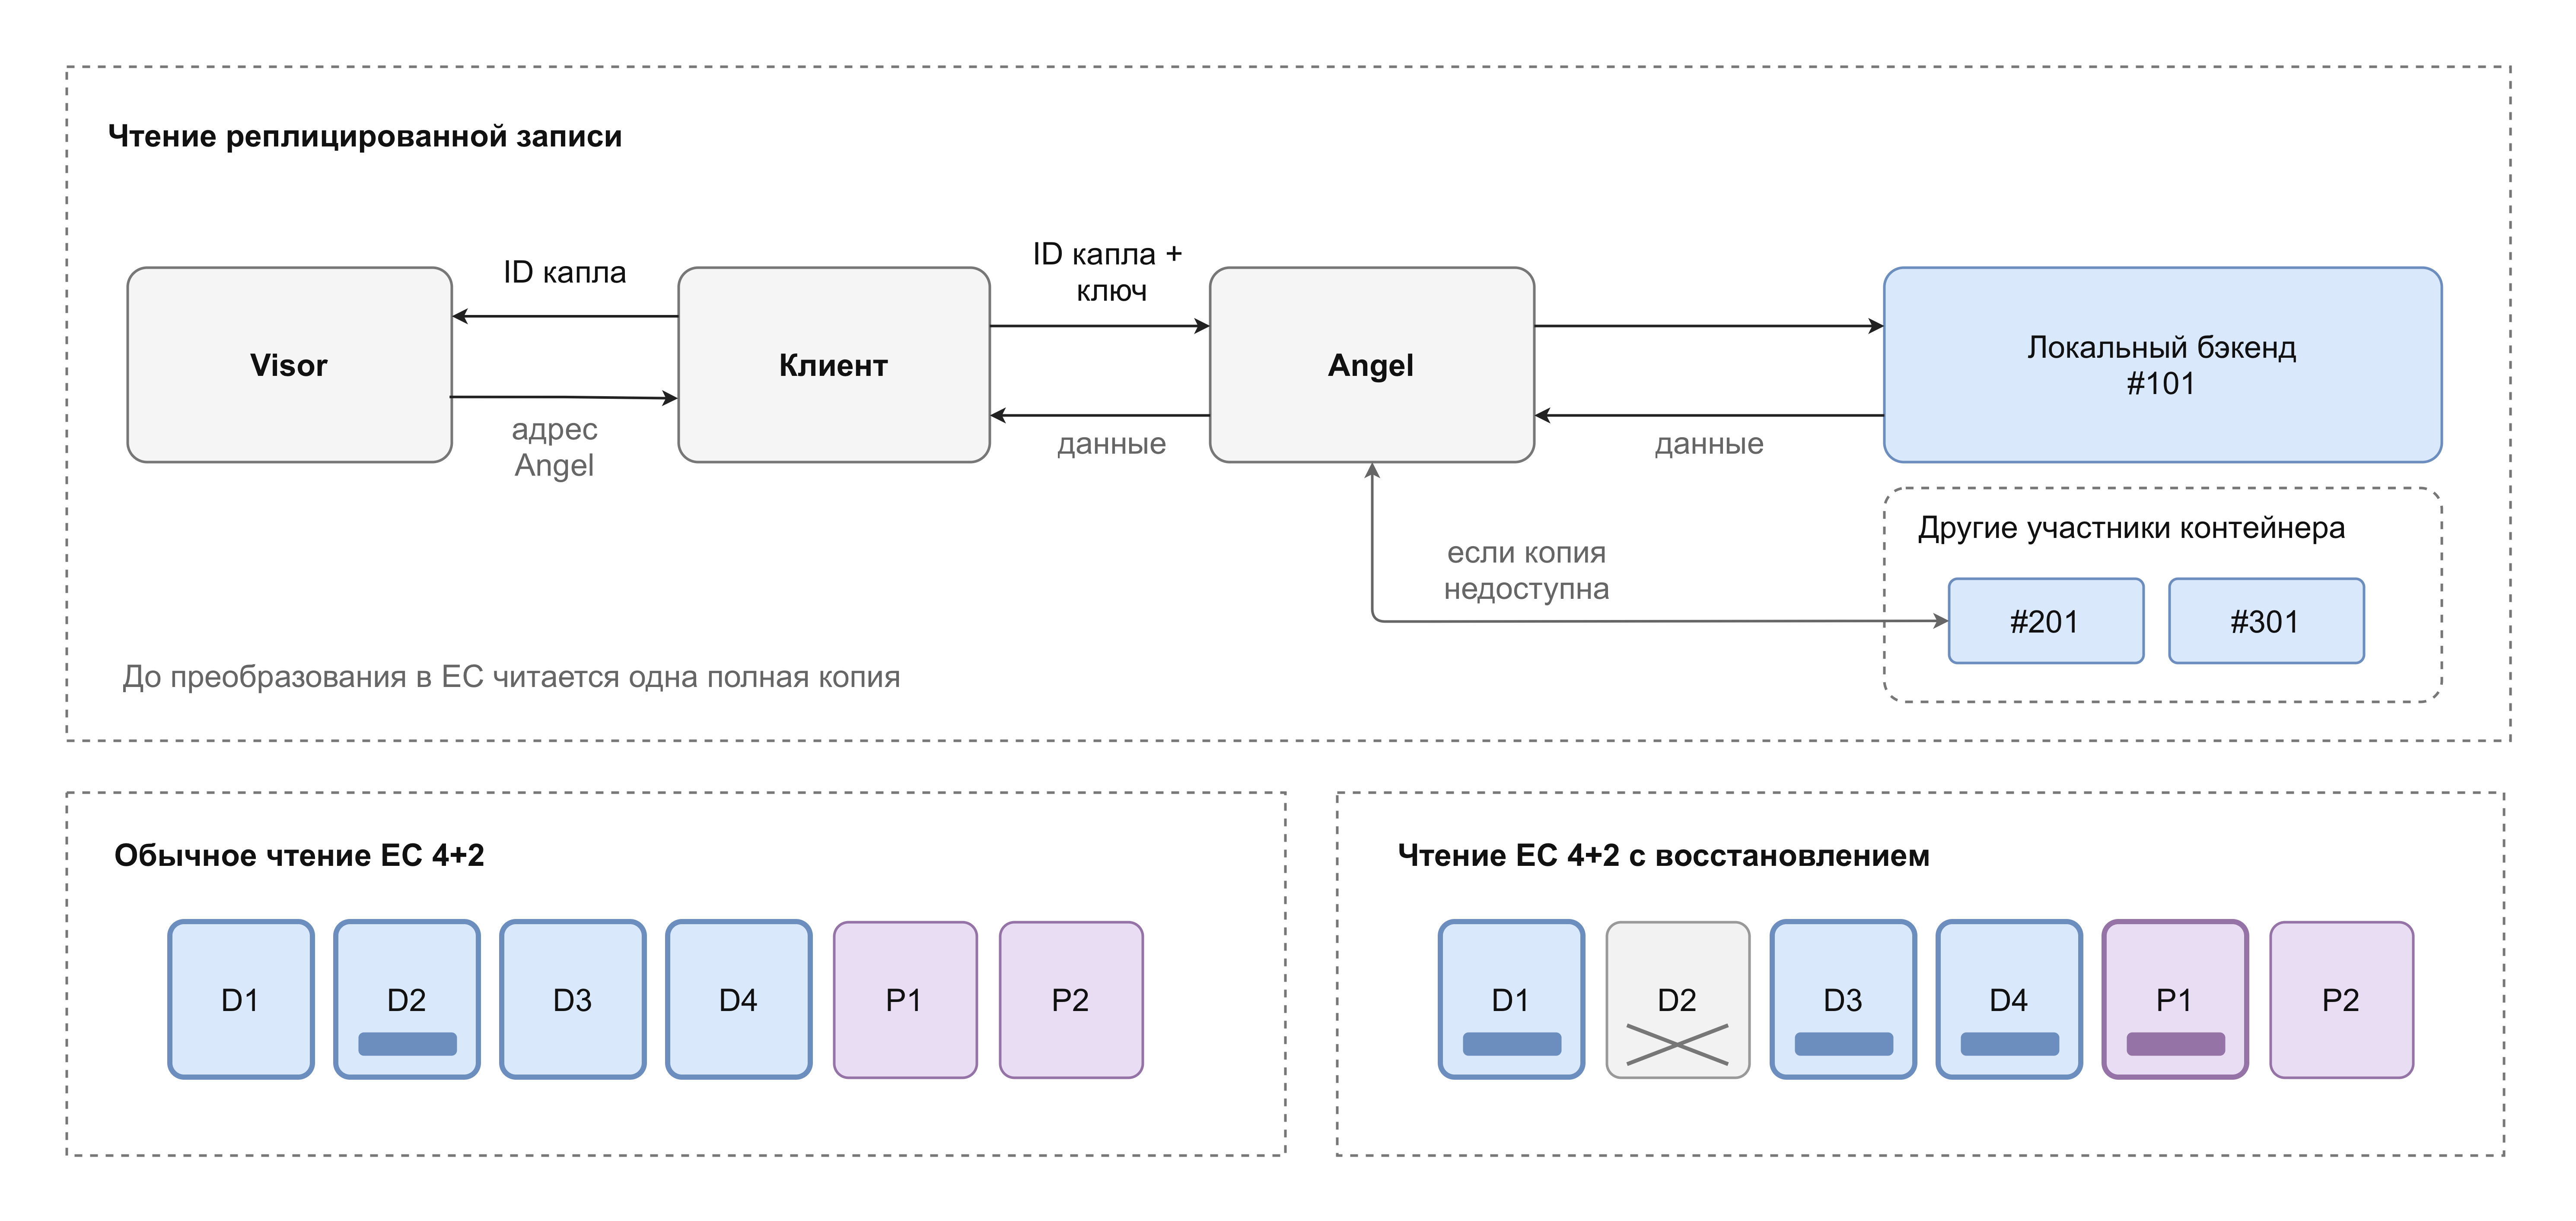 Чтение реплицированной записи
ID капла
ID капла +
ключ
Visor
Клиент
Angel
Локальный бэкенд
#101
адрес
Angel
данные
данные
Другие участники контейнера
если копия
недоступна
#201
#301
До преобразования в EC читается одна полная копия
Обычное чтение EC 4+2
D1
D2
D3
D4
P1
P2
Чтение EC 4+2 с восстановлением
D1
D2
D3
D4
P1
P2